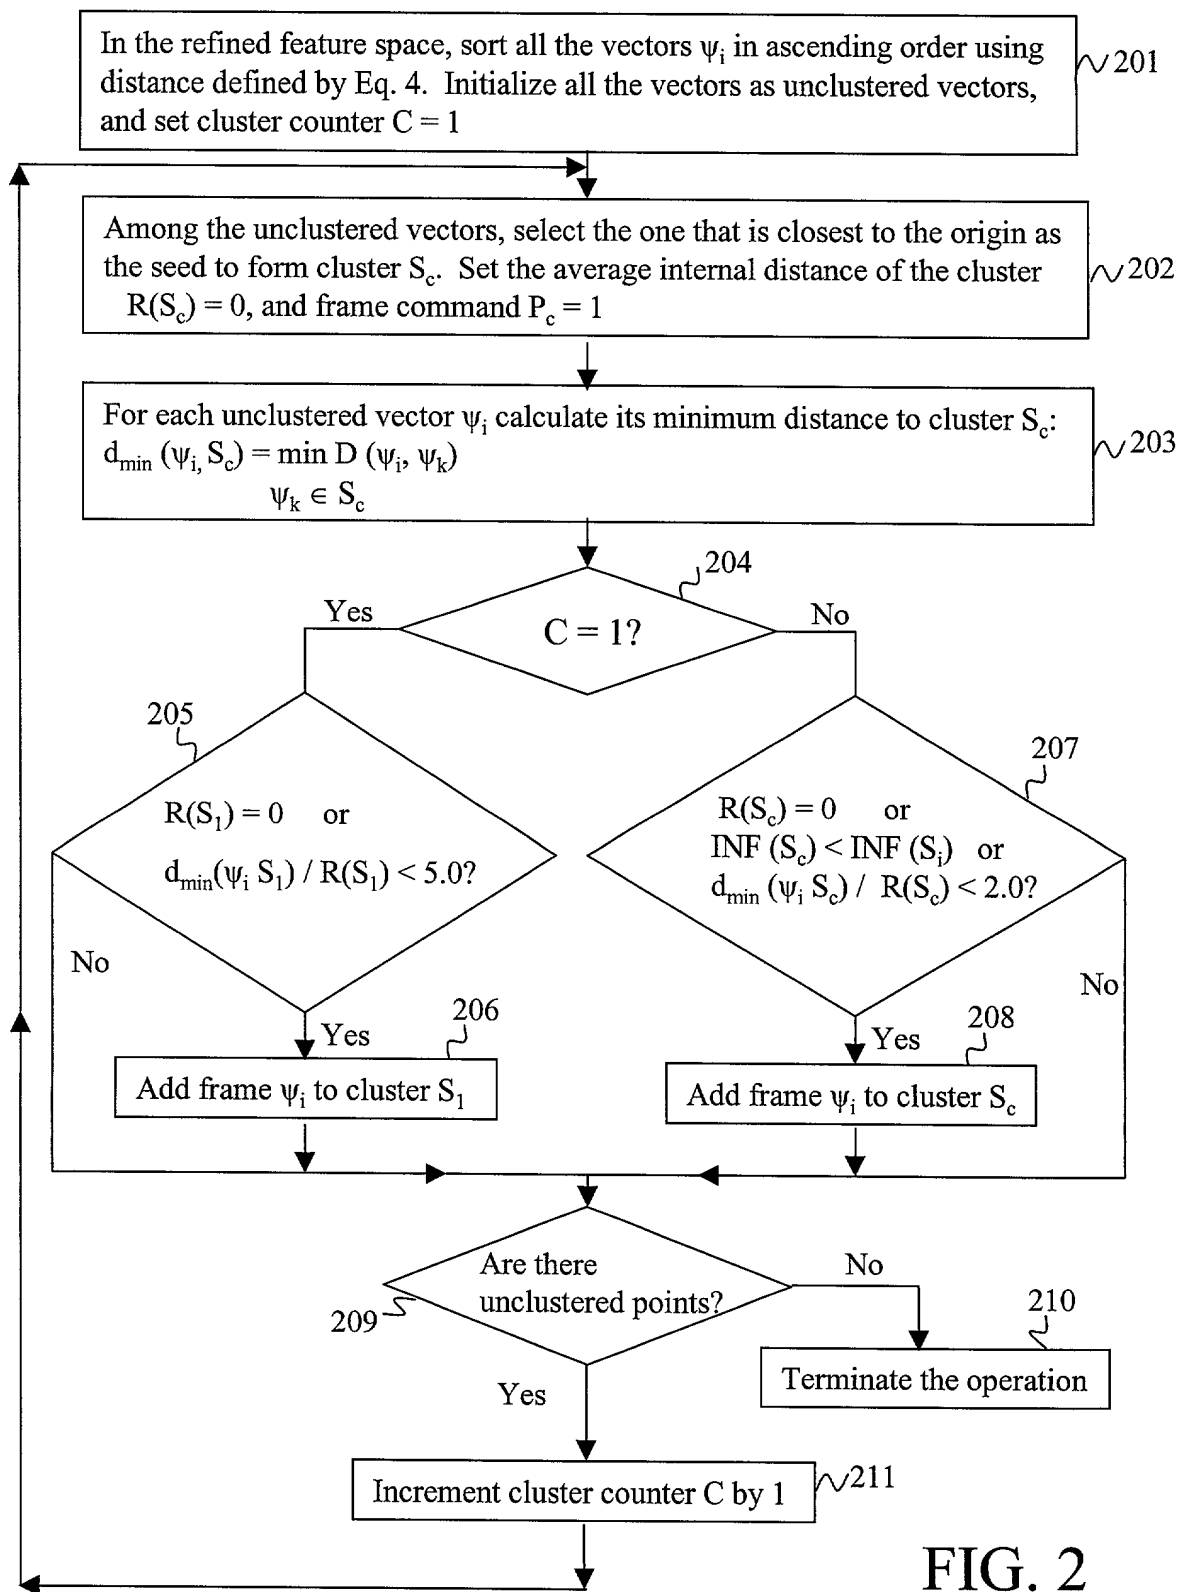 In the refined feature space, sort all the vectors ψi in ascending order using
distance defined by Eq. 4. Initialize all the vectors as unclustered vectors,
and set cluster counter C = 1
201
Among the unclustered vectors, select the one that is closest to the origin as
the seed to form cluster Sc. Set the average internal distance of the cluster
R(Sc) = 0, and frame command Pc = 1
202
For each unclustered vector ψi calculate its minimum distance to cluster Sc:
dmin (ψi, Sc) = min D (ψi, ψk)
ψk ∈ Sc
203
204
Yes
C = 1?
No
205
R(S1) = 0 or
dmin(ψi S1) / R(S1) < 5.0?
207
R(Sc) = 0 or
INF (Sc) < INF (Si) or
dmin (ψi Sc) / R(Sc) < 2.0?
No
No
Yes
206
Add frame ψi to cluster S1
Yes
208
Add frame ψi to cluster Sc
Are there
unclustered points?
209
No
210
Terminate the operation
Yes
Increment cluster counter C by 1
211
FIG. 2